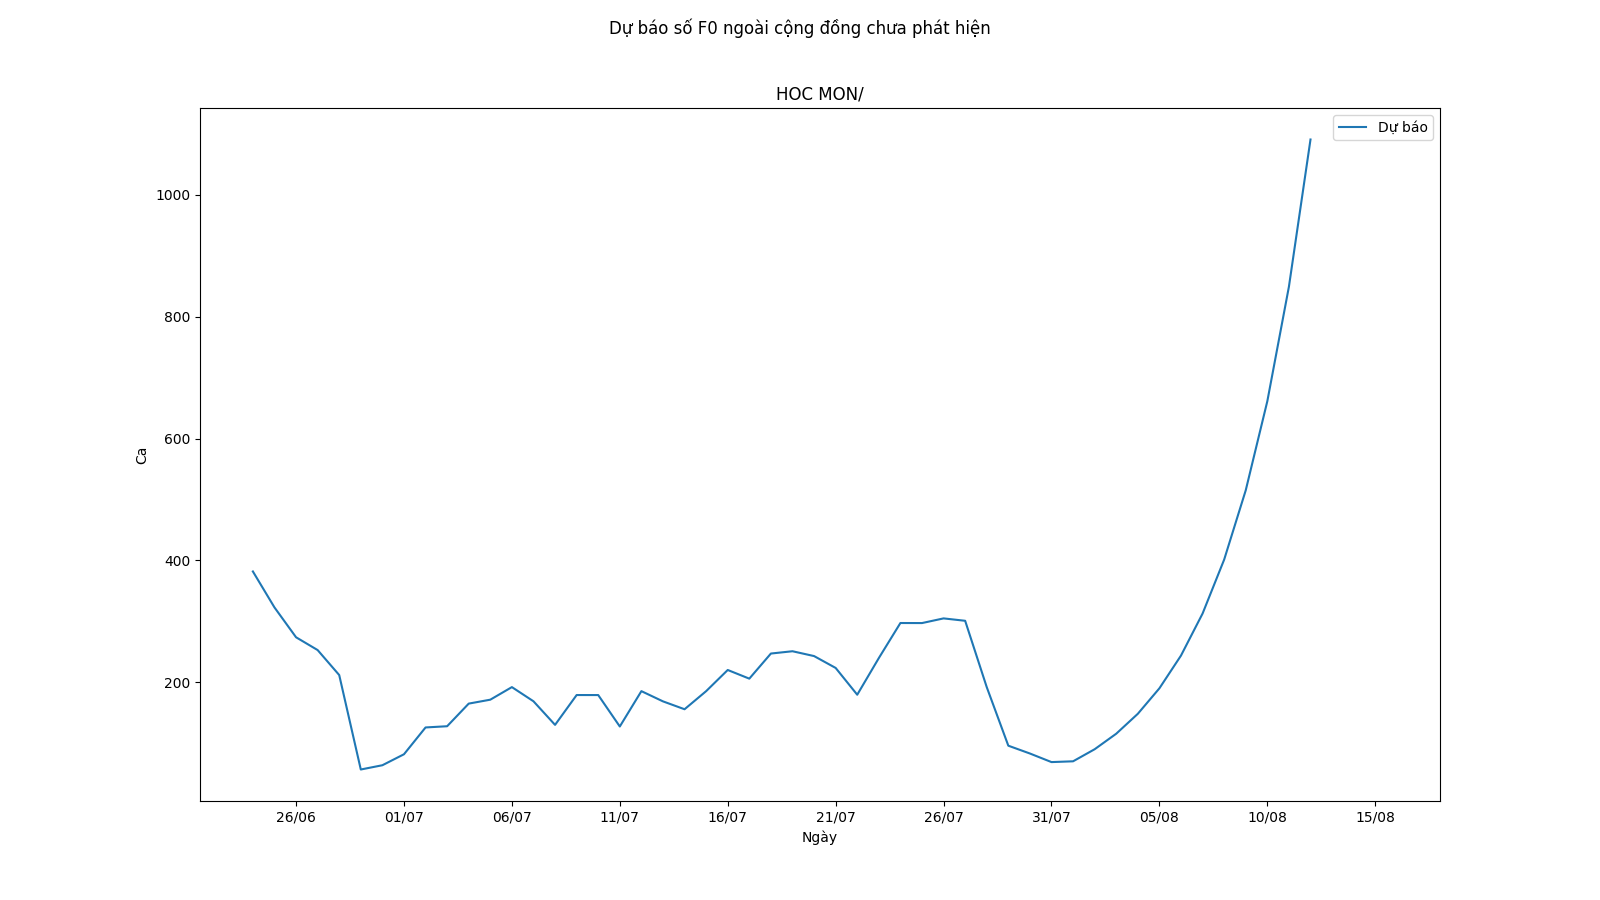 Dự báo số F0 ngoài cộng đồng chưa phát hiện
HOC MON/
Dự báo
1000
800
600
400
200
Ca
26/06 01/07 06/07 11/07 16/07 21/07 26/07 31/07 05/08 10/08 15/08
Ngày